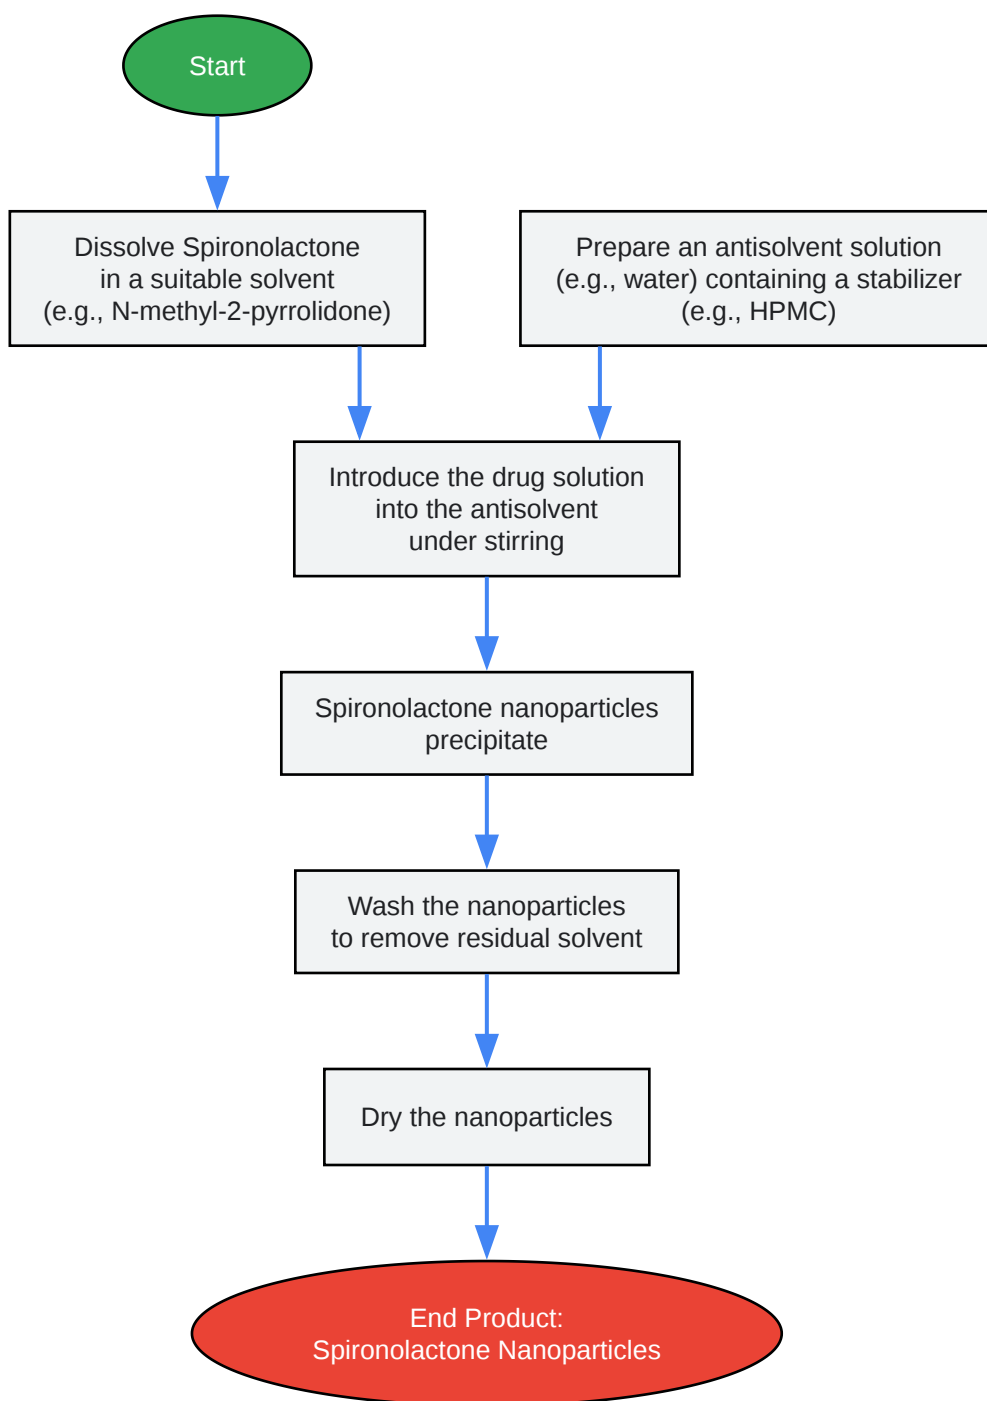 Start
Dissolve Spironolactone
in a suitable solvent
(e.g., N-methyl-2-pyrrolidone)
Prepare an antisolvent solution
(e.g., water) containing a stabilizer
(e.g., HPMC)
Introduce the drug solution
into the antisolvent
under stirring
Spironolactone nanoparticles
precipitate
Wash the nanoparticles
to remove residual solvent
Dry the nanoparticles
End Product:
Spironolactone Nanoparticles